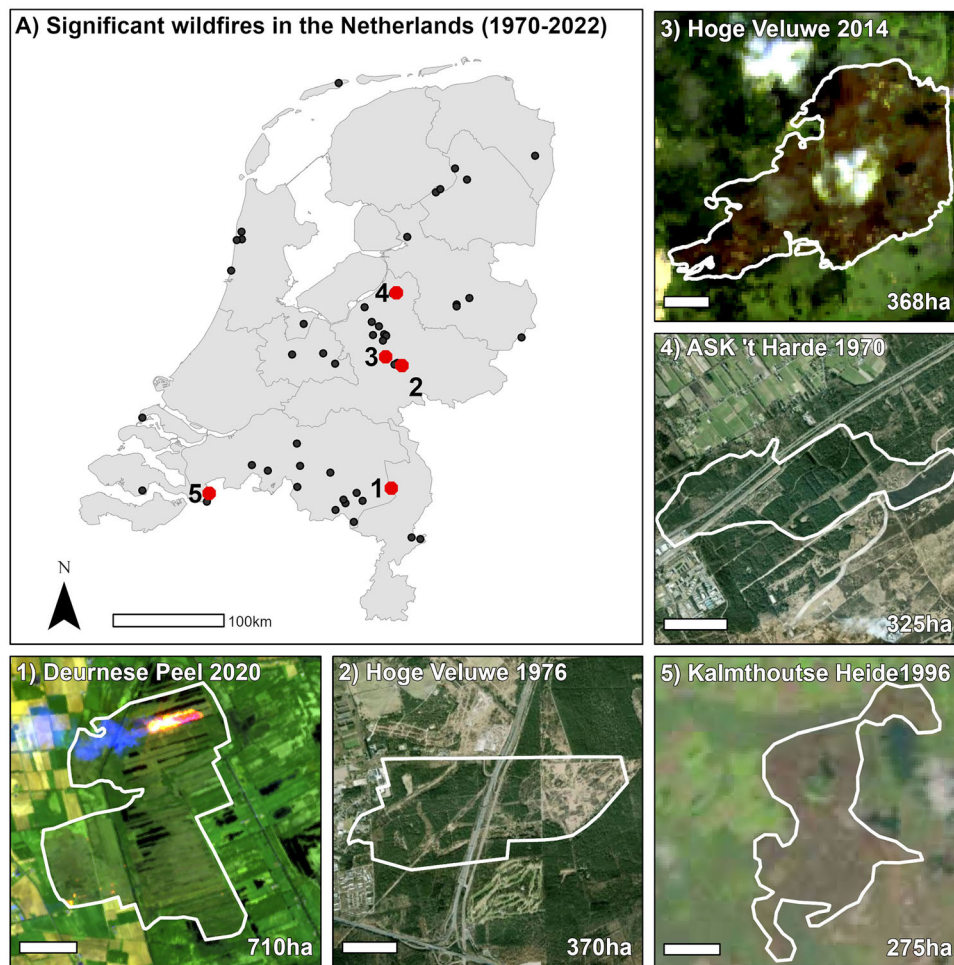 A) Significant wildfires in the Netherlands (1970-2022)
4
3
2
1
5
N
100km
3) Hoge Veluwe 2014
368ha
4) ASK 't Harde 1970
325ha
1) Deurnese Peel 2020
710ha
2) Hoge Veluwe 1976
370ha
5) Kalmthoutse Heide1996
275ha